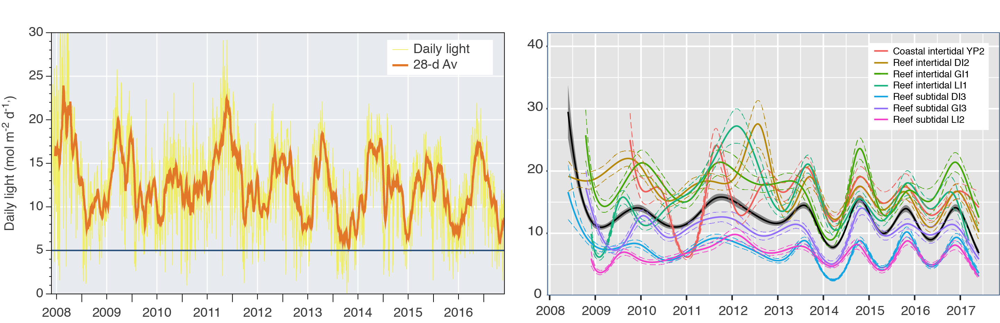 Daily light (mol m-2 d-1,)
30
25
20
15
10
5
0
2008 2009 2010 2011 2012 2013 2014 2015 2016
Daily light
28-d Av
40
30
20
10
0
2008 2009 2010 2011 2012 2013 2014 2015 2016 2017
Coastal intertidal YP2
Reef intertidal DI2
Reef intertidal GI1
Reef intertidal LI1
Reef subtidal DI3
Reef subtidal GI3
Reef subtidal LI2